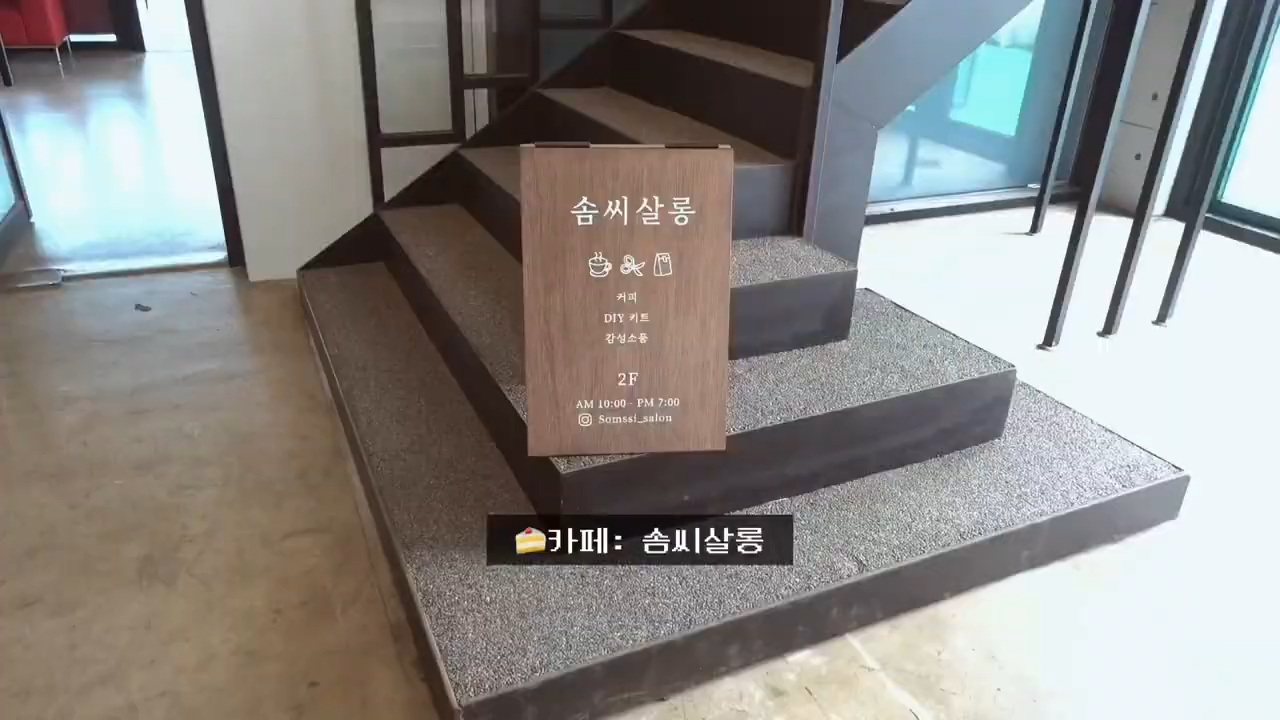 솜씨살롱
커피
DIY 키트
감성소품
2F
AM 10:00 - PM 7:00
Somssi_salon
🍰카페: 솜씨살롱